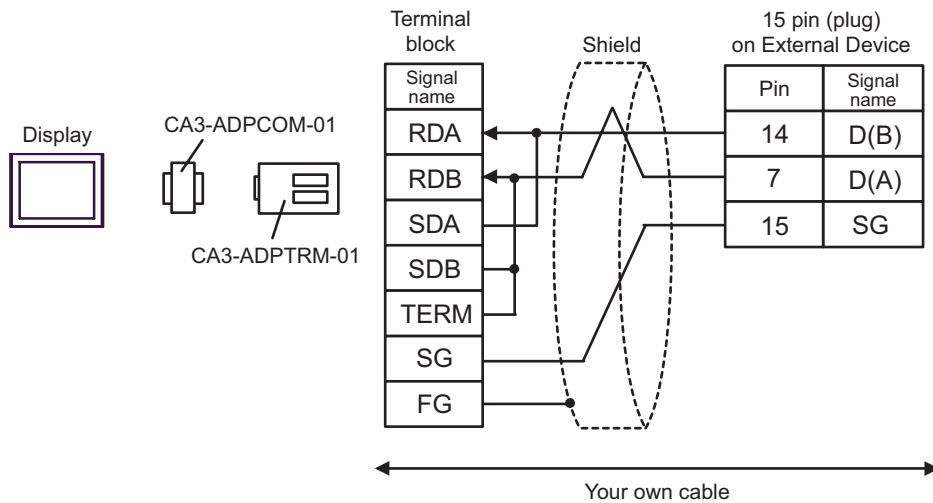 Display
CA3-ADPCOM-01
CA3-ADPTRM-01
Terminal
block
Signal
name
RDA
RDB
SDA
SDB
TERM
SG
FG
Shield
15 pin (plug)
on External Device
Pin Signal
name
14 D(B)
7 D(A)
15 SG
Your own cable